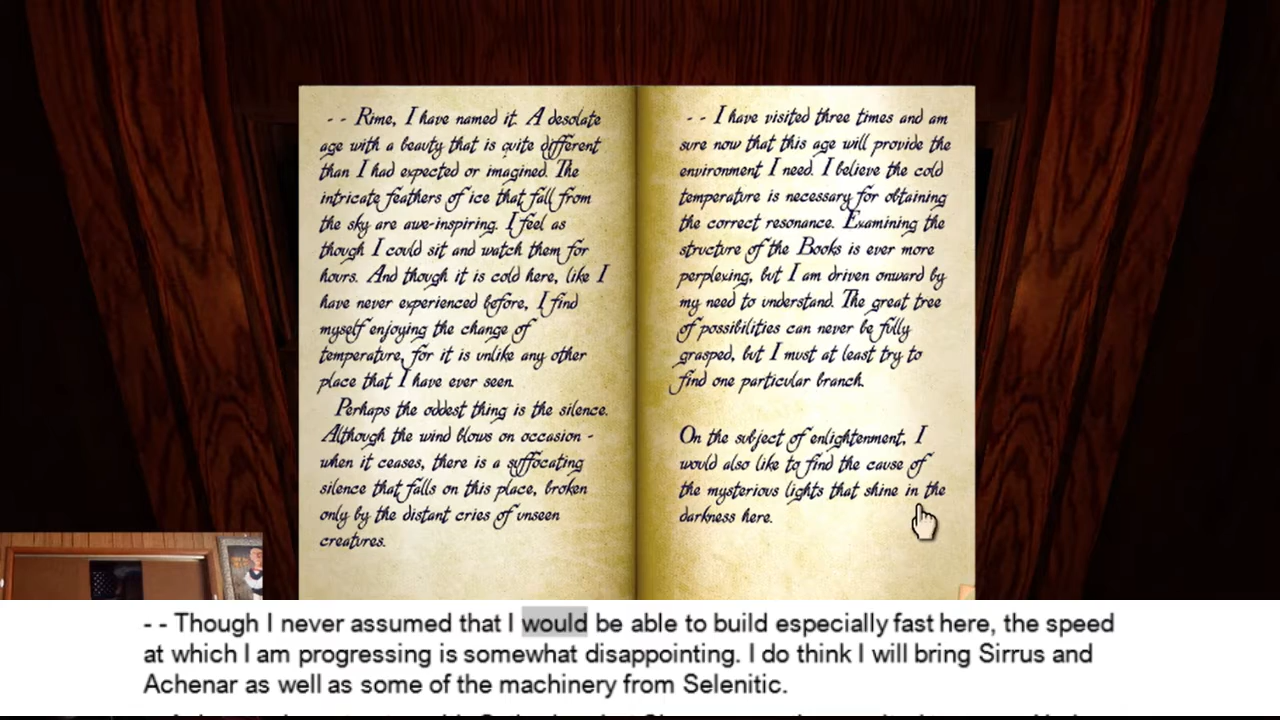 - - Rime, I have named it. A desolate
age with a beauty that is quite different
than I had expected or imagined. The
intricate feathers of ice that fall from
the sky are awe-inspiring. I feel as
though I could sit and watch them for
hours. And though it is cold here, like I
have never experienced before, I find
myself enjoying the change of
temperature, for it is unlike any other
place that I have ever seen.
Perhaps the oddest thing is the silence.
Although the wind blows on occasion -
when it ceases, there is a suffocating
silence that falls on this place, broken
only by the distant cries of unseen
creatures.
- - I have visited three times and am
sure now that this age will provide the
environment I need. I believe the cold
temperature is necessary for obtaining
the correct resonance. Examining the
structure of the Books is ever more
perplexing, but I am driven onward by
my need to understand. The great tree
of possibilities can never be fully
grasped, but I must at least try to
find one particular branch.
On the subject of enlightenment, I
would also like to find the cause of
the mysterious lights that shine in the
darkness here.
- - Though I never assumed that I would be able to build especially fast here, the speed
at which I am progressing is somewhat disappointing. I do think I will bring Sirrus and
Achenar as well as some of the machinery from Selenitic.